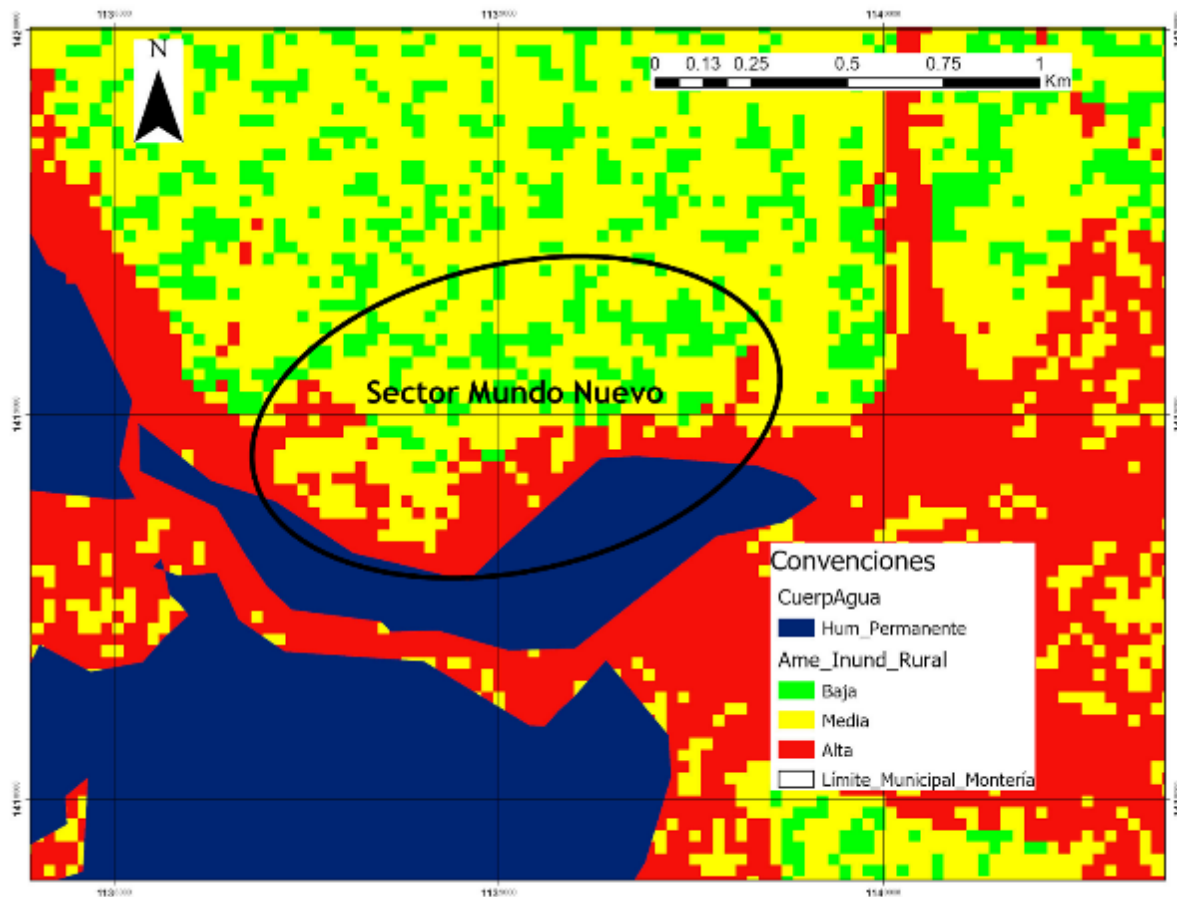 N
0 0.13 0.25 0.5 0.75 1
Km
Sector Mundo Nuevo
Convenciones
CuerpAgua
Hum_Permanente
Ame_Inund_Rural
Baja
Media
Alta
Límite_Municipal_Montería